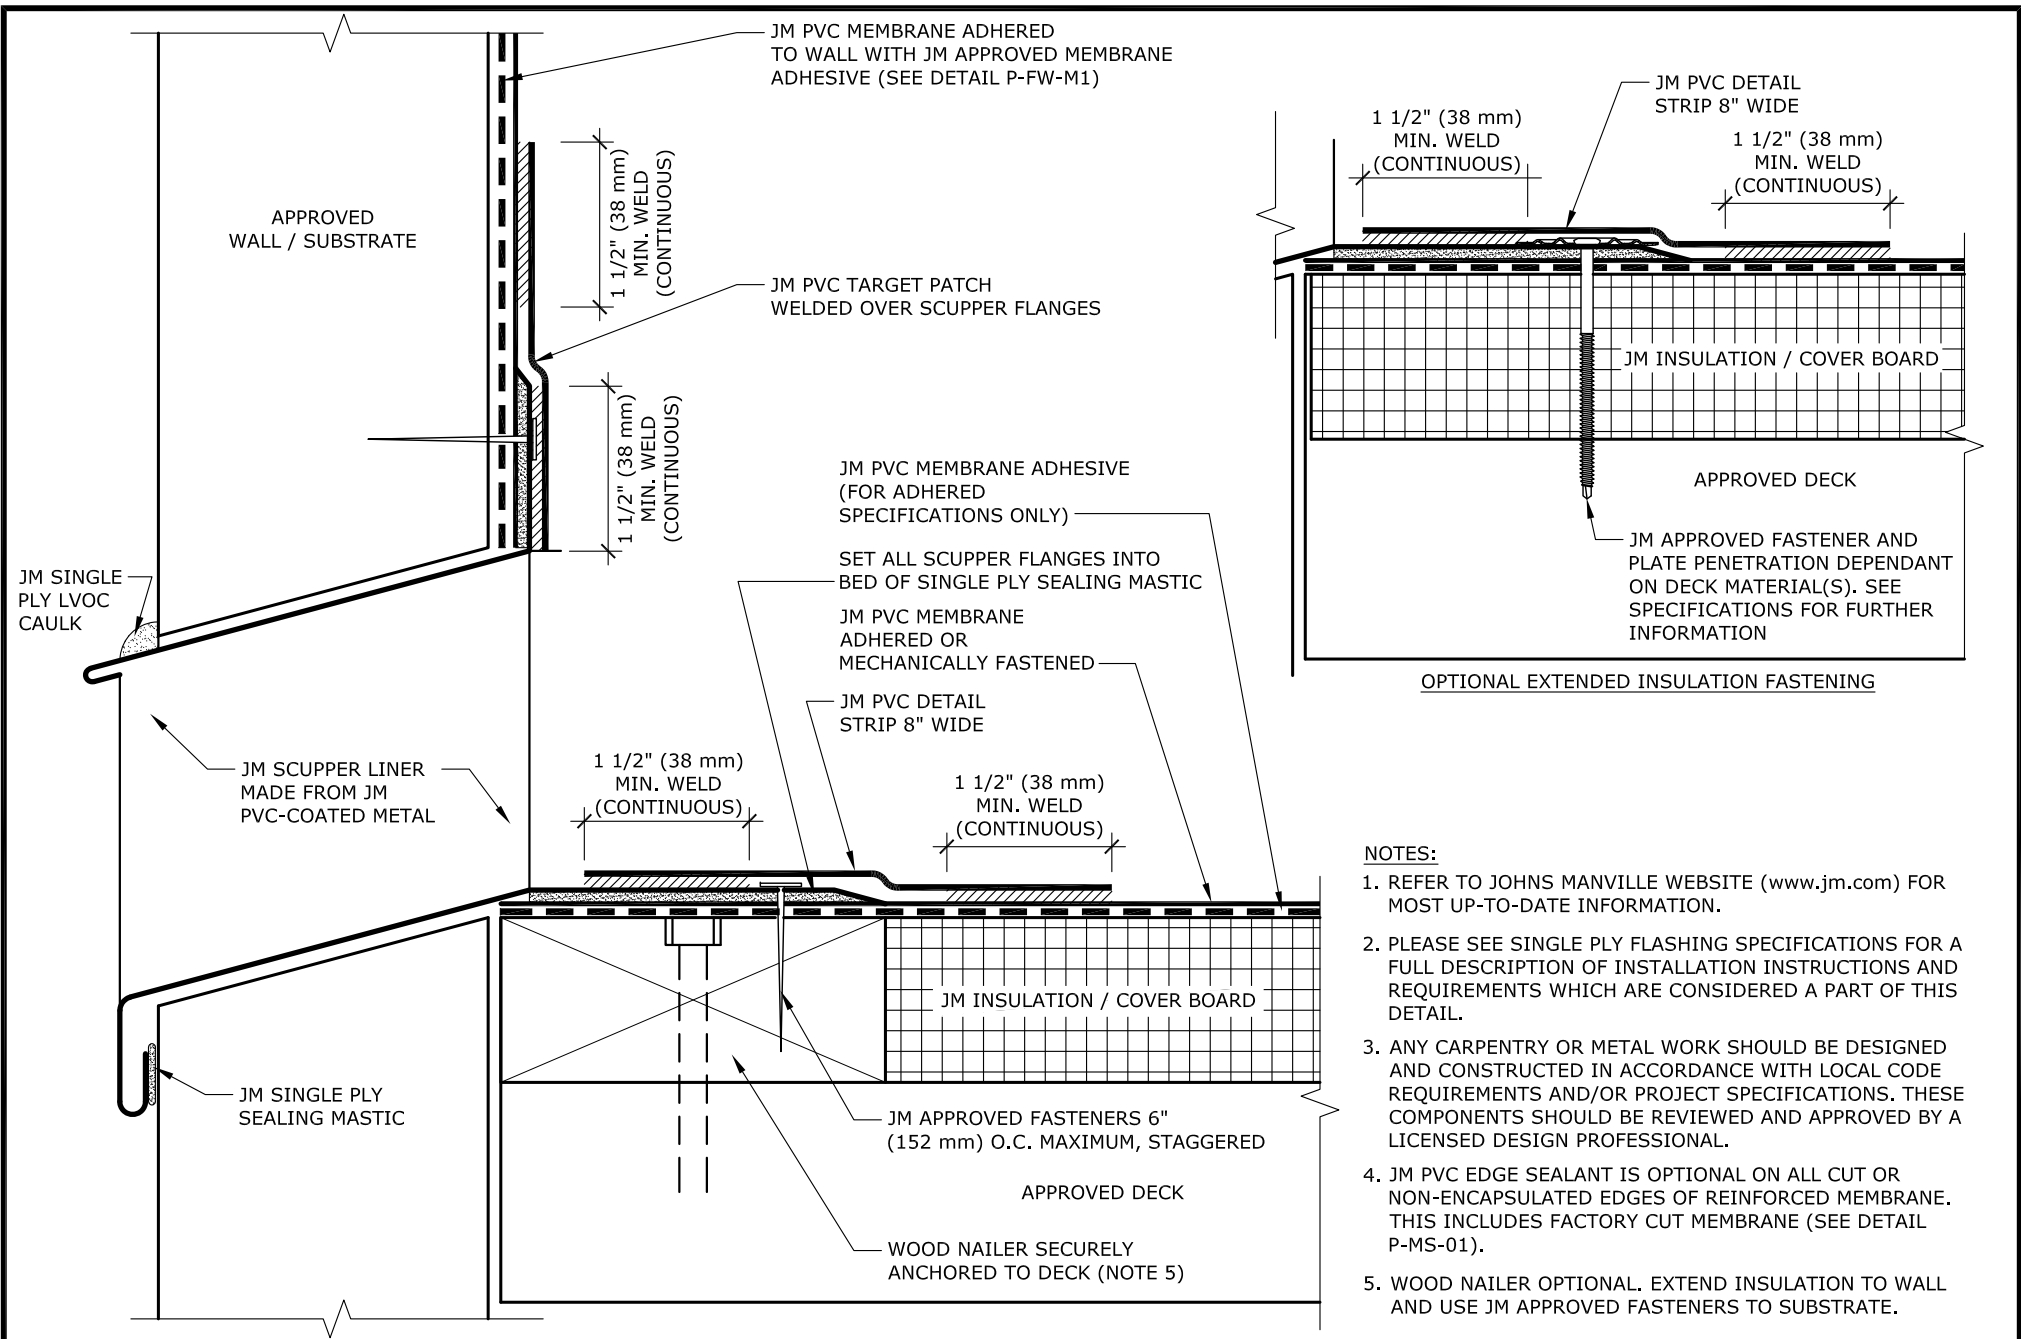 JM PVC MEMBRANE ADHERED
TO WALL WITH JM APPROVED MEMBRANE
ADHESIVE (SEE DETAIL P-FW-M1)
1 1/2" (38 mm)
MIN. WELD
(CONTINUOUS)
APPROVED
WALL / SUBSTRATE
JM PVC TARGET PATCH
WELDED OVER SCUPPER FLANGES
1 1/2" (38 mm)
MIN. WELD
(CONTINUOUS)
JM PVC DETAIL
STRIP 8" WIDE
1 1/2" (38 mm)
MIN. WELD
(CONTINUOUS)
1 1/2" (38 mm)
MIN. WELD
(CONTINUOUS)
JM INSULATION / COVER BOARD
APPROVED DECK
JM APPROVED FASTENER AND
PLATE PENETRATION DEPENDANT
ON DECK MATERIAL(S). SEE
SPECIFICATIONS FOR FURTHER
INFORMATION
OPTIONAL EXTENDED INSULATION FASTENING
JM PVC MEMBRANE ADHESIVE
(FOR ADHERED
SPECIFICATIONS ONLY)
SET ALL SCUPPER FLANGES INTO
BED OF SINGLE PLY SEALING MASTIC
JM PVC MEMBRANE
ADHERED OR
MECHANICALLY FASTENED
JM PVC DETAIL
STRIP 8" WIDE
JM SINGLE
PLY LVOC
CAULK
JM SCUPPER LINER
MADE FROM JM
PVC-COATED METAL
1 1/2" (38 mm)
MIN. WELD
(CONTINUOUS)
1 1/2" (38 mm)
MIN. WELD
(CONTINUOUS)
JM INSULATION / COVER BOARD
JM SINGLE PLY
SEALING MASTIC
JM APPROVED FASTENERS 6"
(152 mm) O.C. MAXIMUM, STAGGERED
APPROVED DECK
WOOD NAILER SECURELY
ANCHORED TO DECK (NOTE 5)
NOTES:
1. REFER TO JOHNS MANVILLE WEBSITE (www.jm.com) FOR
MOST UP-TO-DATE INFORMATION.
2. PLEASE SEE SINGLE PLY FLASHING SPECIFICATIONS FOR A
FULL DESCRIPTION OF INSTALLATION INSTRUCTIONS AND
REQUIREMENTS WHICH ARE CONSIDERED A PART OF THIS
DETAIL.
3. ANY CARPENTRY OR METAL WORK SHOULD BE DESIGNED
AND CONSTRUCTED IN ACCORDANCE WITH LOCAL CODE
REQUIREMENTS AND/OR PROJECT SPECIFICATIONS. THESE
COMPONENTS SHOULD BE REVIEWED AND APPROVED BY A
LICENSED DESIGN PROFESSIONAL.
4. JM PVC EDGE SEALANT IS OPTIONAL ON ALL CUT OR
NON-ENCAPSULATED EDGES OF REINFORCED MEMBRANE.
THIS INCLUDES FACTORY CUT MEMBRANE (SEE DETAIL
P-MS-01).
5. WOOD NAILER OPTIONAL. EXTEND INSULATION TO WALL
AND USE JM APPROVED FASTENERS TO SUBSTRATE.